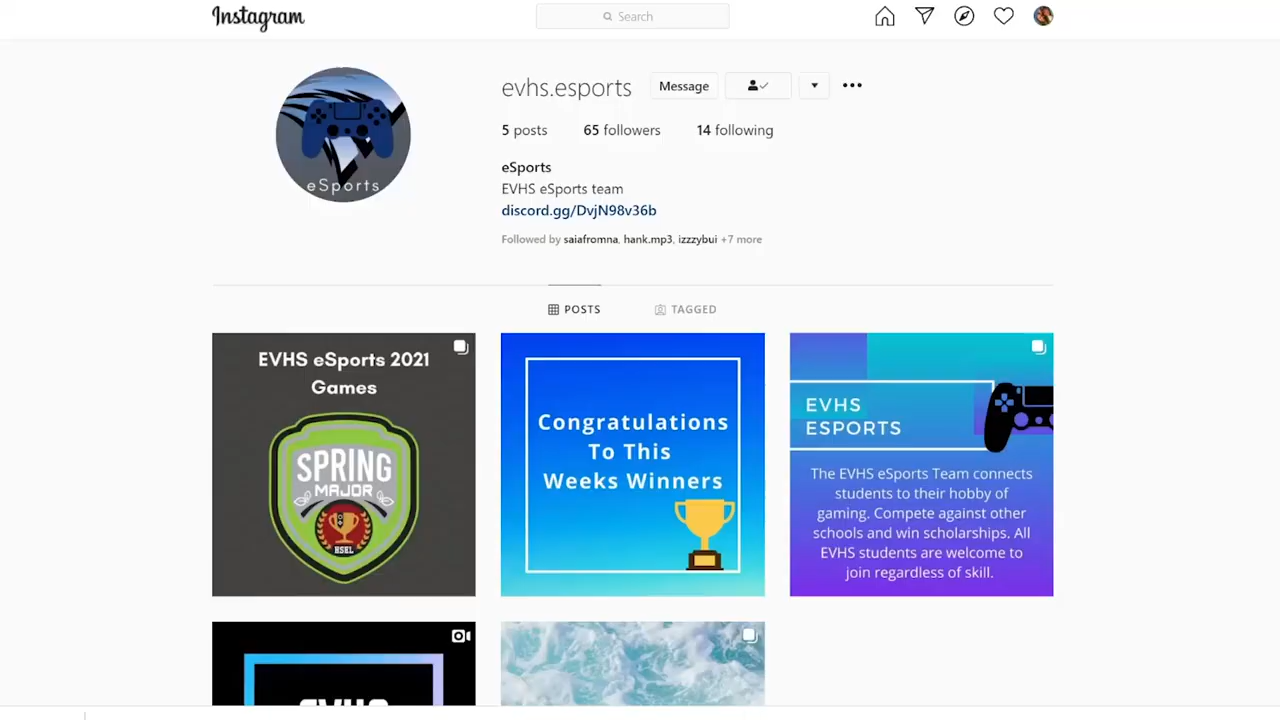 Instagram
Search
evhs.esports
Message
5 posts
65 followers
14 following
eSports
EVHS eSports team
discord.gg/DvjN98v36b
Followed by saiafromna, hank.mp3, izzzybui +7 more
eSports
POSTS
TAGGED
EVHS eSports 2021
Games
SPRING
MAJOR
HSEL
Congratulations
To This
Weeks Winners
EVHS
ESPORTS
The EVHS eSports Team connects
students to their hobby of
gaming. Compete against other
schools and win scholarships. All
EVHS students are welcome to
join regardless of skill.
EVHS